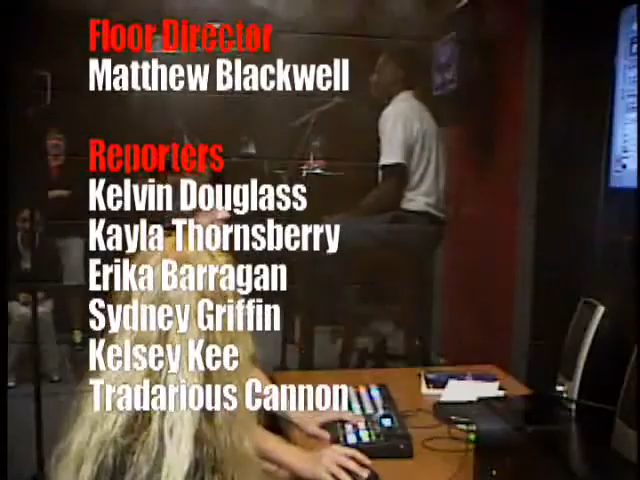 Floor Director
Matthew Blackwell
Reporters
Kelvin Douglass
Kayla Thornsberry
Erika Barragan
Sydney Griffin
Kelsey Kee
Tradarious Cannon